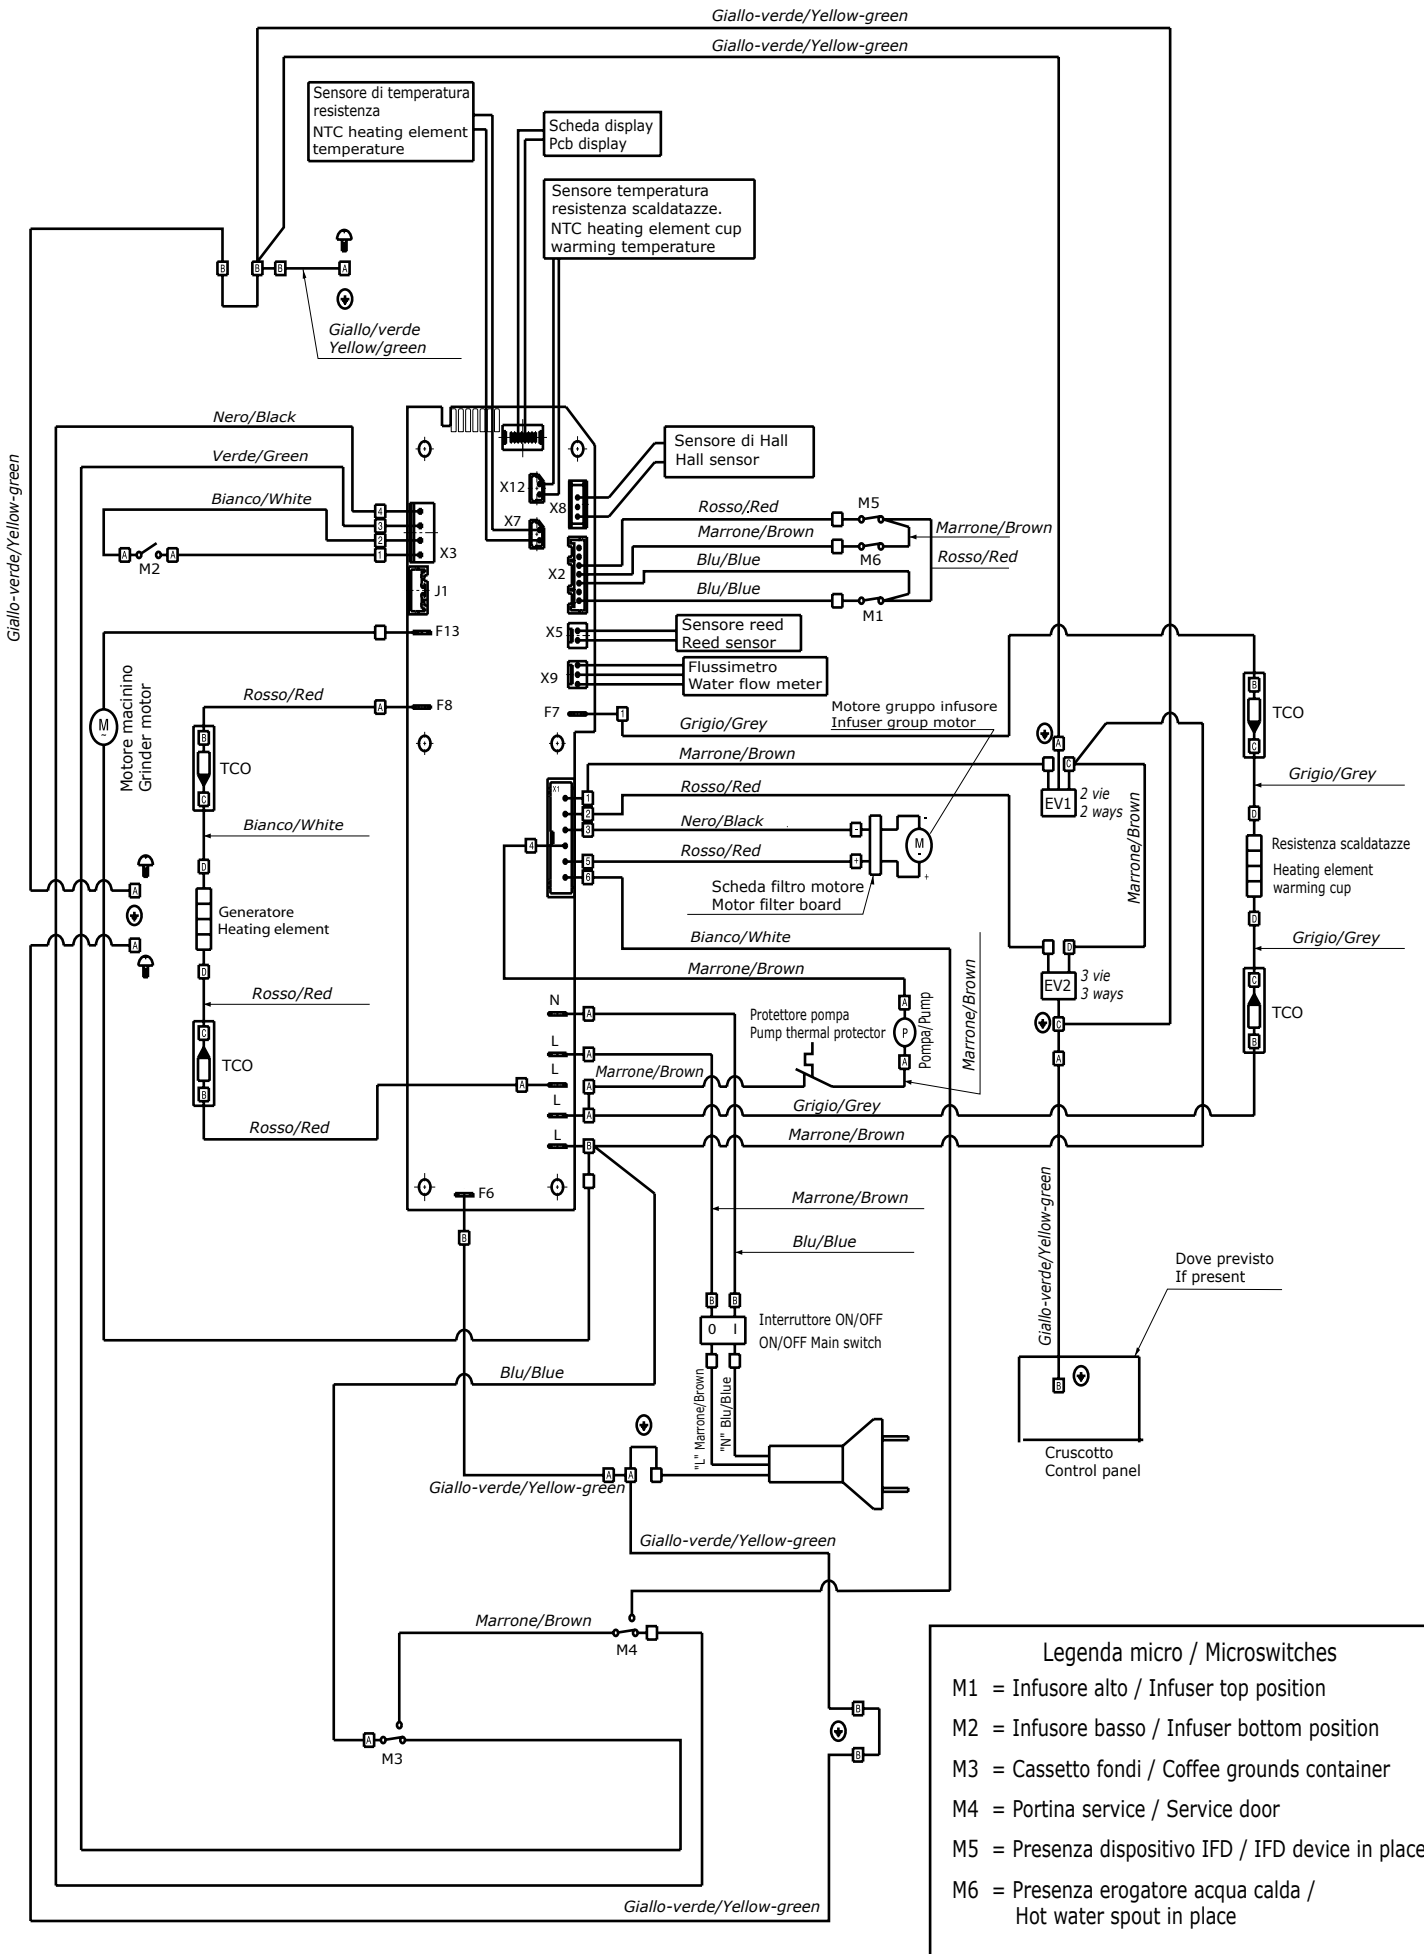 Giallo-verde/Yellow-green
Giallo-verde/Yellow-green
Sensore di temperatura
resistenza
NTC heating element
temperature
Scheda display
Pcb display
Sensore temperatura
resistenza scaldatazze.
NTC heating element cup
warming temperature
B
B
B
A
Giallo/verde
Yellow/green
Giallo-verde/Yellow-green
Nero/Black
Verde/Green
Bianco/White
A
M2
A
4
3
2
1
X3
J1
X12
X7
X8
X2
X5
X9
Sensore di Hall
Hall sensor
Rosso/.Red
M5
Marrone/Brown
M6
Marrone/Brown
Blu/Blue
Rosso/Red
Blu/Blue
M1
Sensore reed
Reed sensor
Flussimetro
Water flow meter
F13
F8
A
Rosso/Red
F7
1
Grigio/Grey
Motore gruppo infusore
Infuser group motor
M
~
Motore macinino
Grinder motor
B
TCO
C
Bianco/White
D
Generatore
Heating element
D
Rosso/Red
C
TCO
B
Rosso/Red
A
A
A
X1
1
2
3
4
5
6
Marrone/Brown
Rosso/Red
Nero/Black
Rosso/Red
-
+
M
-
-
+
Scheda filtro motore
Motor filter board
Bianco/White
Marrone/Brown
A
C
EV1
2 vie
2 ways
Marrone/Brown
D
EV2
3 vie
3 ways
C
A
B
TCO
C
Grigio/Grey
D
Resistenza scaldatazze
Heating element
warming cup
D
Grigio/Grey
C
TCO
B
N
A
L
A
L
A
L
A
L
B
Protettore pompa
Pump thermal protector
A
P
A
Pompa/Pump
Marrone/Brown
Marrone/Brown
Grigio/Grey
Marrone/Brown
F6
B
Marrone/Brown
Blu/Blue
B
B
O I
Interruttore ON/OFF
ON/OFF Main switch
"L" Marrone/Brown
"N" Blu/Blue
Giallo-verde/Yellow-green
Dove previsto
If present
B
Cruscotto
Control panel
Blu/Blue
A
A
Giallo-verde/Yellow-green
Giallo-verde/Yellow-green
Marrone/Brown
M4
A
M3
B
B
Giallo-verde/Yellow-green
Legenda micro / Microswitches
M1 = Infusore alto / Infuser top position
M2 = Infusore basso / Infuser bottom position
M3 = Cassetto fondi / Coffee grounds container
M4 = Portina service / Service door
M5 = Presenza dispositivo IFD / IFD device in place
M6 = Presenza erogatore acqua calda /
Hot water spout in place